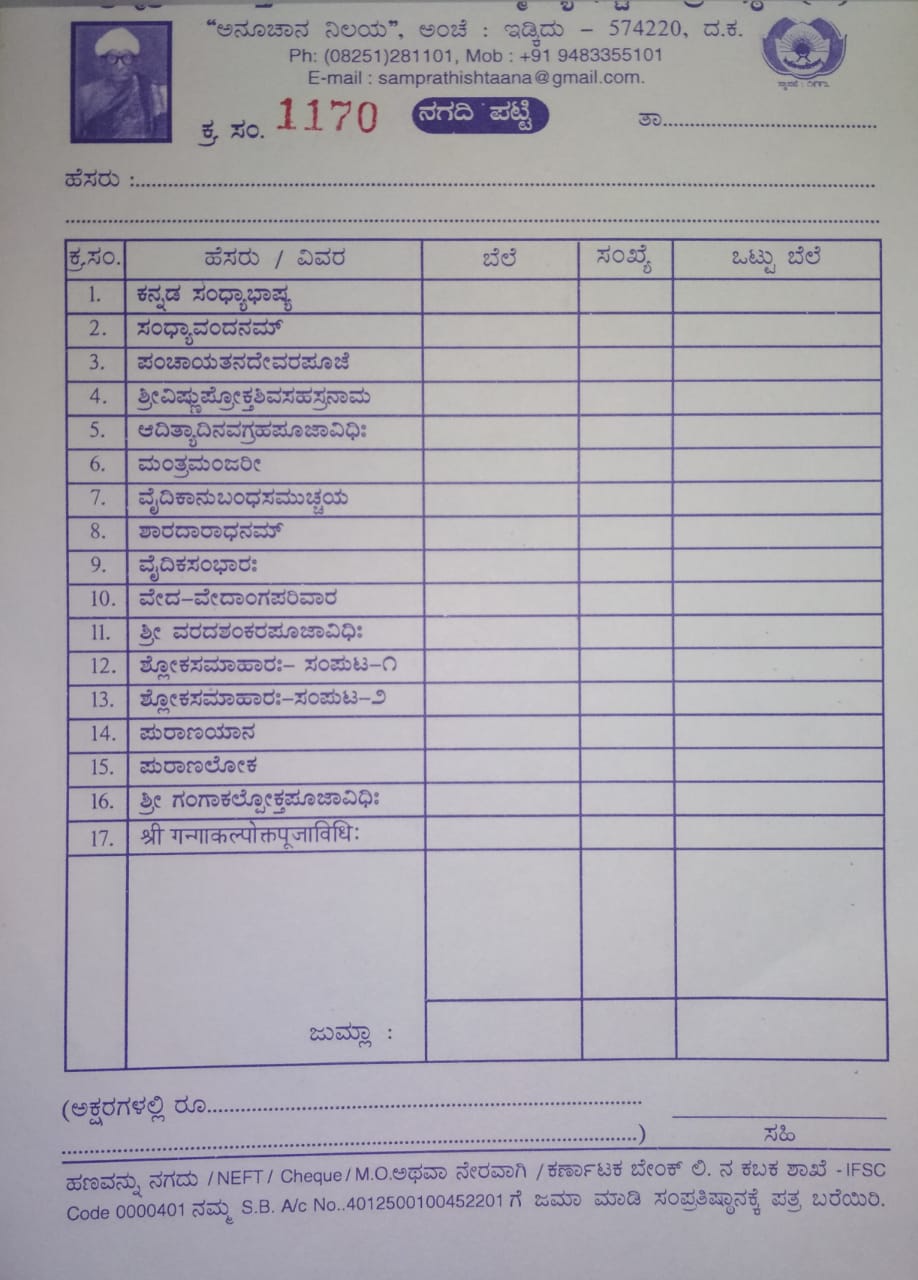 "ಅನೂಚಾನ ನಿಲಯ", ಅಂಚೆ : ಇಡ್ಕಿದು – 574220, ದ.ಕ.
Ph: (08251)281101, Mob : +91 9483355101
E-mail : samprathishtaana@gmail.com.
ಕ್ರ. ಸಂ. 1170 ನಗದಿ ಪಟ್ಟಿ ತಾ..........................................
ಹೆಸರು :..........................................
ಕ್ರ.ಸಂ. ಹೆಸರು / ವಿವರ ಬೆಲೆ ಸಂಖ್ಯೆ ಒಟ್ಟು ಬೆಲೆ
1. ಕನ್ನಡ ಸಂಧ್ಯಾಭಾಷ್ಯ
2. ಸಂಧ್ಯಾವಂದನಮ್
3. ಪಂಚಾಯತನದೇವರಪೂಜೆ
4. ಶ್ರೀವಿಷ್ಣುಪ್ರೋಕ್ತಶಿವಸಹಸ್ರನಾಮ
5. ಆದಿತ್ಯಾದಿನವಗ್ರಹಪೂಜಾವಿಧಿಃ
6. ಮಂತ್ರಮಂಜರೀ
7. ವೈದಿಕಾನುಬಂಧಸಮುಚ್ಚಯ
8. ಶಾರದಾರಾಧನಮ್
9. ವೈದಿಕಸಂಭಾರಃ
10. ವೇದ–ವೇದಾಂಗಪರಿವಾರ
11. ಶ್ರೀ ವರದಶಂಕರಪೂಜಾವಿಧಿಃ
12. ಶ್ಲೋಕಸಮಾಹಾರಃ– ಸಂಪುಟ–೧
13. ಶ್ಲೋಕಸಮಾಹಾರಃ–ಸಂಪುಟ–೨
14. ಪುರಾಣಯಾನ
15. ಪುರಾಣಲೋಕ
16. ಶ್ರೀ ಗಂಗಾಕಲ್ಪೋಕ್ತಪೂಜಾವಿಧಿಃ
17. श्री गन्गाकल्पोक्तपूजाविधिः
ಜುಮ್ಲಾ :
(ಅಕ್ಷರಗಳಲ್ಲಿ ರೂ..........................................
..........................................) ಸಹಿ
ಹಣವನ್ನು ನಗದು /NEFT/ Cheque/M.O.ಅಥವಾ ನೇರವಾಗಿ /ಕರ್ಣಾಟಕ ಬೇಂಕ್ ಲಿ. ನ ಕಬಕ ಶಾಖೆ -IFSC
Code 0000401 ನಮ್ಮ S.B. A/c No..4012500100452201 ಗೆ ಜಮಾ ಮಾಡಿ ಸಂಪ್ರತಿಷ್ಠಾನಕ್ಕೆ ಪತ್ರ ಬರೆಯಿರಿ.